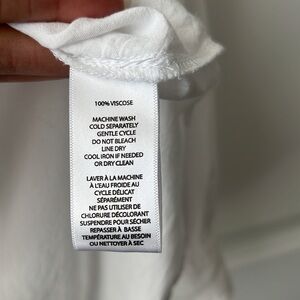 100% VISCOSE
MACHINE WASH
COLD SEPARATELY
GENTLE CYCLE
DO NOT BLEACH
LINE DRY
COOL IRON IF NEEDED
OR DRY CLEAN
LAVER À LA MACHINE
À L'EAU FROIDE AU
CYCLE DÉLICAT
SÉPARÉMENT
NE PAS UTILISER DE
CHLORURE DÉCOLORANT
SUSPENDRE POUR SÉCHER
REPASSER À BASSE
TEMPÉRATURE AU BESOIN
OU NETTOYER À SEC